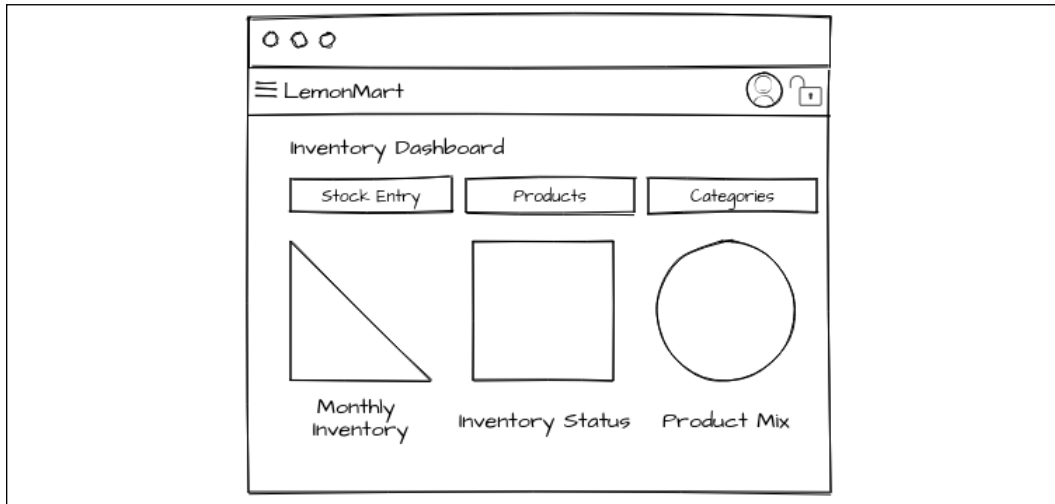 LemonMart
Inventory Dashboard
Stock Entry
Products
Categories
Monthly
Inventory
Inventory Status
Product Mix